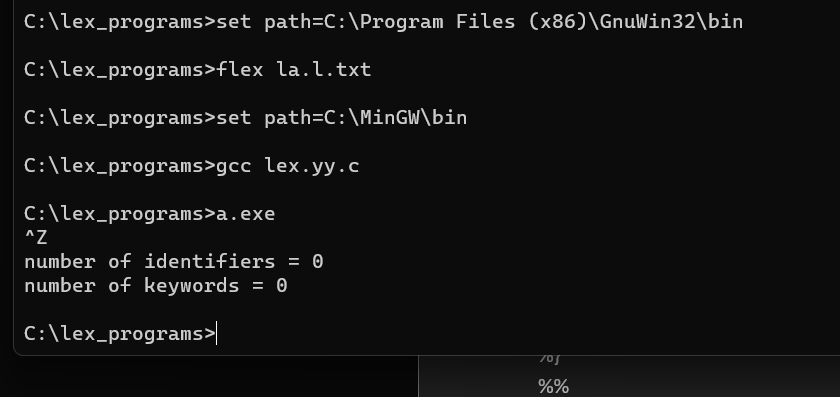 C:\lex_programs>set path=C:\Program Files (x86)\GnuWin32\bin
C:\lex_programs>flex la.l.txt
C:\lex_programs>set path=C:\MinGW\bin
C:\lex_programs>gcc lex.yy.c
C:\lex_programs>a.exe
^Z
number of identifiers = 0
number of keywords = 0
C:\lex_programs>
%%